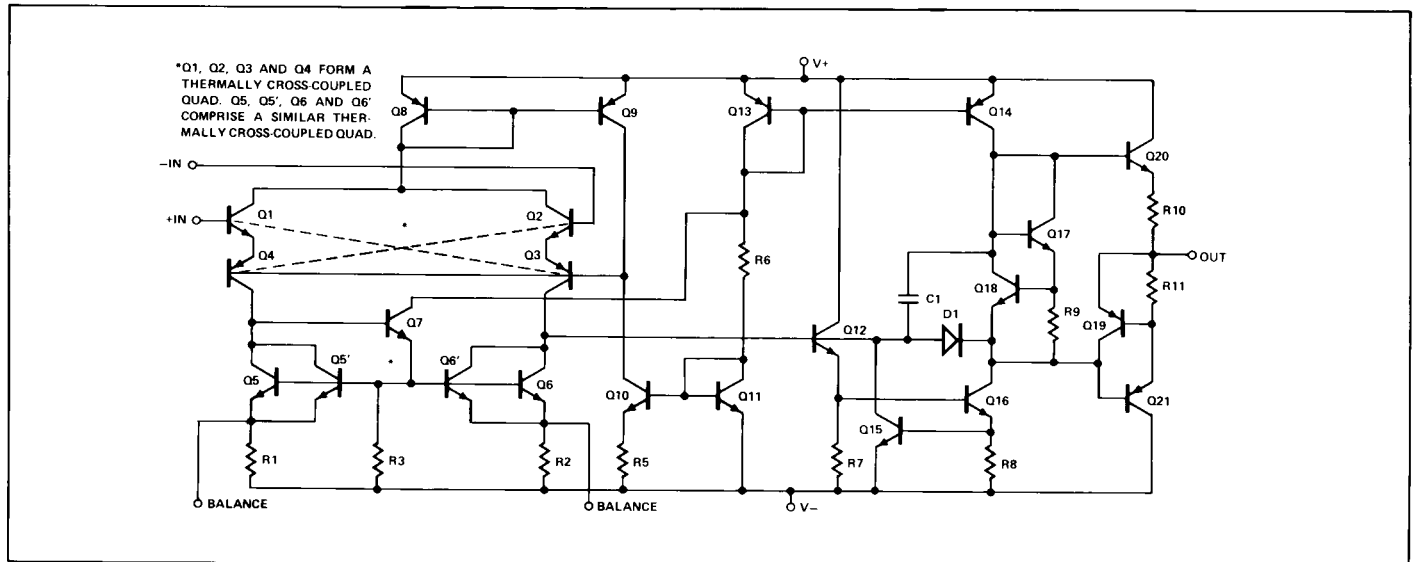 *Q1, Q2, Q3 AND Q4 FORM A
THERMALLY CROSS-COUPLED
QUAD. Q5, Q5', Q6 AND Q6'
COMPRISE A SIMILAR THER-
MALLY CROSS-COUPLED QUAD.
V+
Q8
Q9
Q13
Q14
Q20
-IN
+IN
Q1
*
Q2
Q17
R10
Q4
Q3
R6
Q18
OUT
C1
D1
R9
R11
Q7
Q12
Q19
*
Q5
Q5'
Q6'
Q6
Q10
Q11
Q16
Q21
Q15
R1
R3
R2
R5
R7
R8
BALANCE
BALANCE
V-